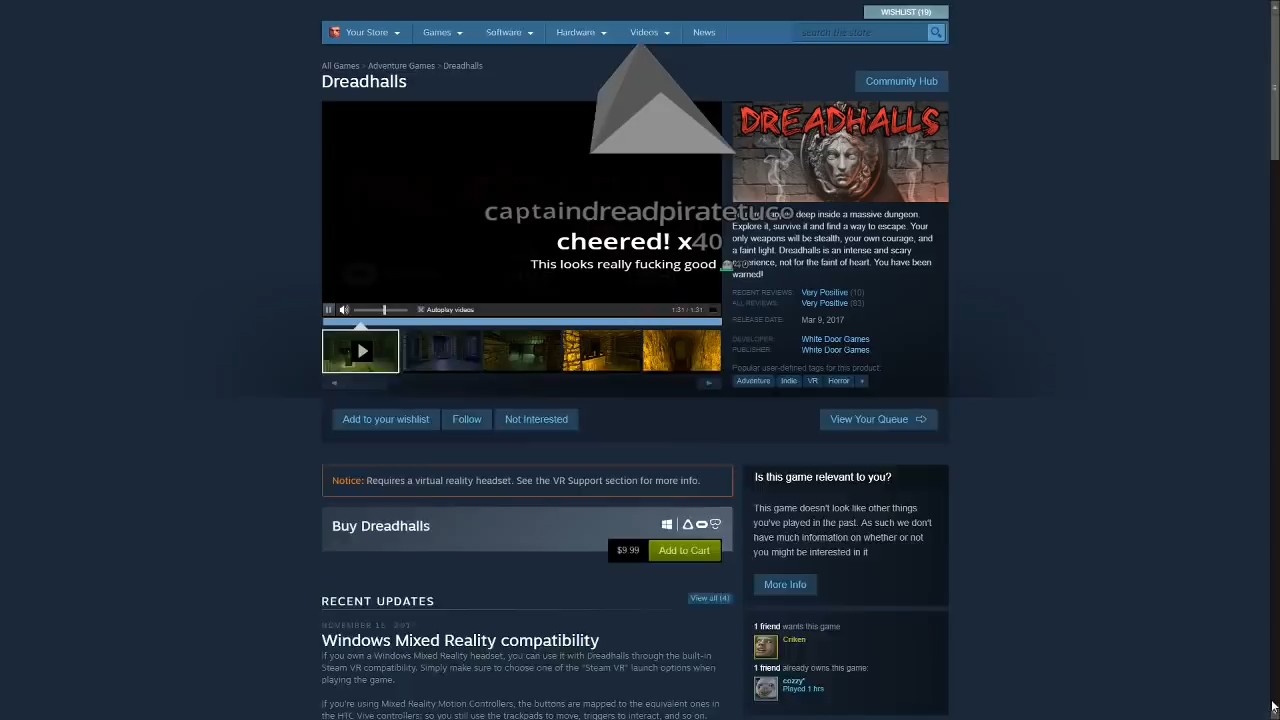 WISHLIST (19)
Your Store
Games
Software
Hardware
Videos
News
search the store
All Games > Adventure Games > Dreadhalls
Dreadhalls
Community Hub
DREADHALLS
captaindreadpiratetuco
cheered! x40
This looks really fucking good
deep inside a massive dungeon.
Explore it, survive it and find a way to escape. Your
only weapons will be stealth, your own courage, and
a faint light. Dreadhalls is an intense and scary
experience, not for the faint of heart. You have been
warned!
RECENT REVIEWS: Very Positive (10)
ALL REVIEWS: Very Positive (83)
RELEASE DATE: Mar 9, 2017
DEVELOPER: White Door Games
PUBLISHER: White Door Games
Popular user-defined tags for this product:
Adventure Indie VR Horror +
Autoplay videos
1:31 / 1:31
Add to your wishlist
Follow
Not Interested
View Your Queue
Notice: Requires a virtual reality headset. See the VR Support section for more info.
Buy Dreadhalls
$9.99
Add to Cart
RECENT UPDATES
View all (4)
NOVEMBER 15, 201
Windows Mixed Reality compatibility
If you own a Windows Mixed Reality headset, you can use it with Dreadhalls through the built-in
Steam VR compatibility. Simply make sure to choose one of the "Steam VR" launch options when
playing the game.
If you're using Mixed Reality Motion Controllers, the buttons are mapped to the equivalent ones in
the HTC Vive controllers: so you still use the trackpads to move, triggers to interact, and so on.
Is this game relevant to you?
This game doesn't look like other things
you've played in the past. As such we don't
have much information on whether or not
you might be interested in it
More Info
1 friend wants this game
Criken
1 friend already owns this game:
cozzy*
Played 1 hrs